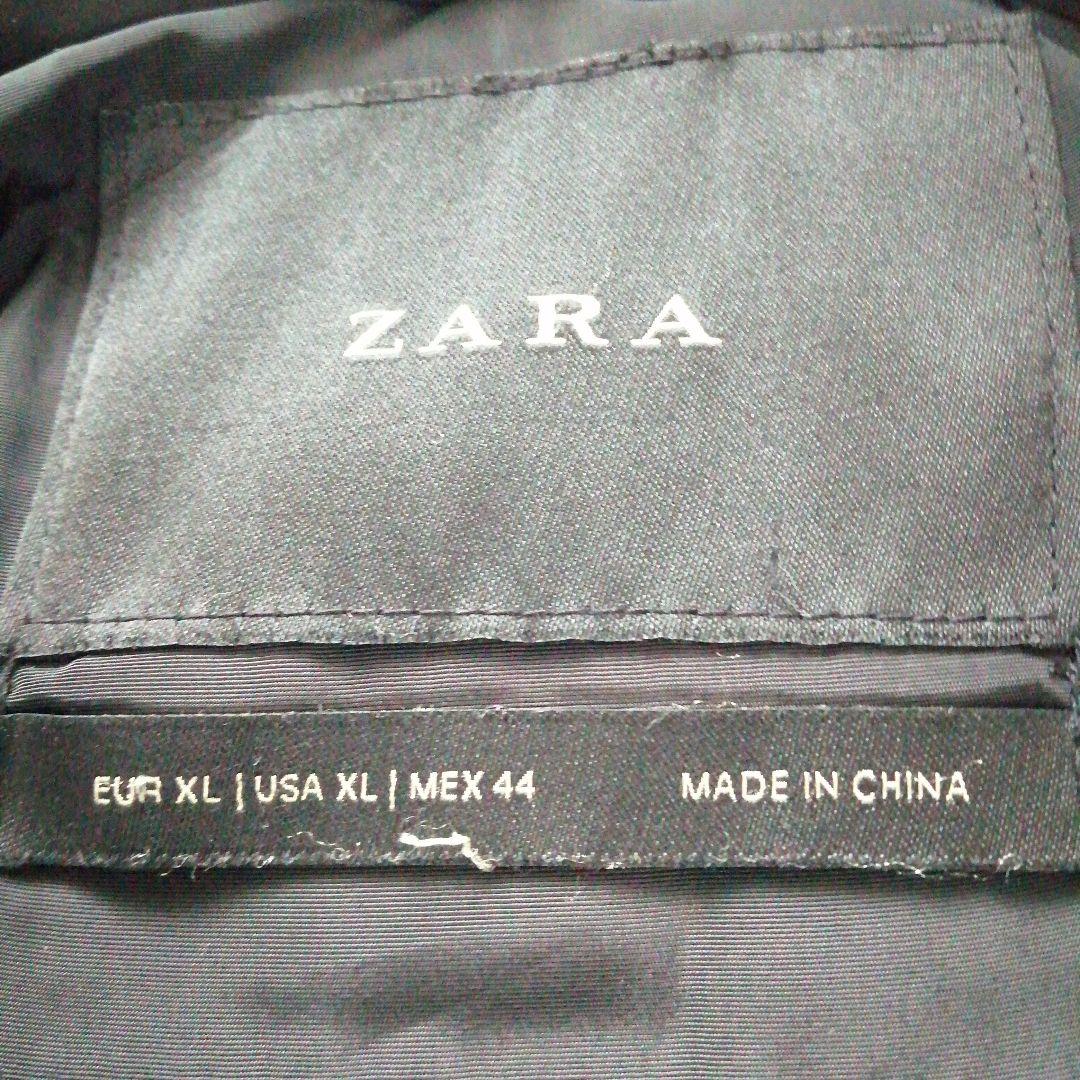 ZARA
EUR XL | USA XL | MEX 44 MADE IN CHINA